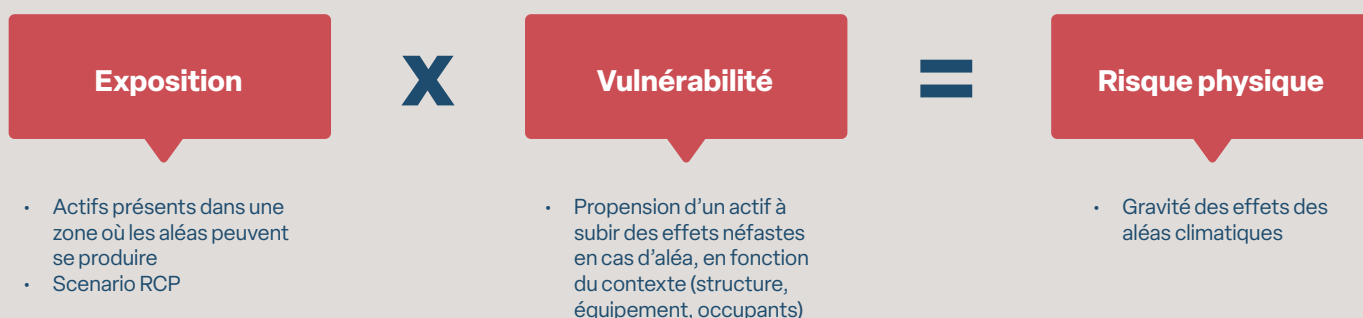 Exposition
x
Vulnérabilité
=
Risque physique
• Actifs présents dans une
zone où les aléas peuvent
se produire
• Scenario RCP
• Propension d’un actif à
subir des effets néfastes
en cas d’aléa, en fonction
du contexte (structure,
équipement, occupants)
• Gravité des effets des
aléas climatiques